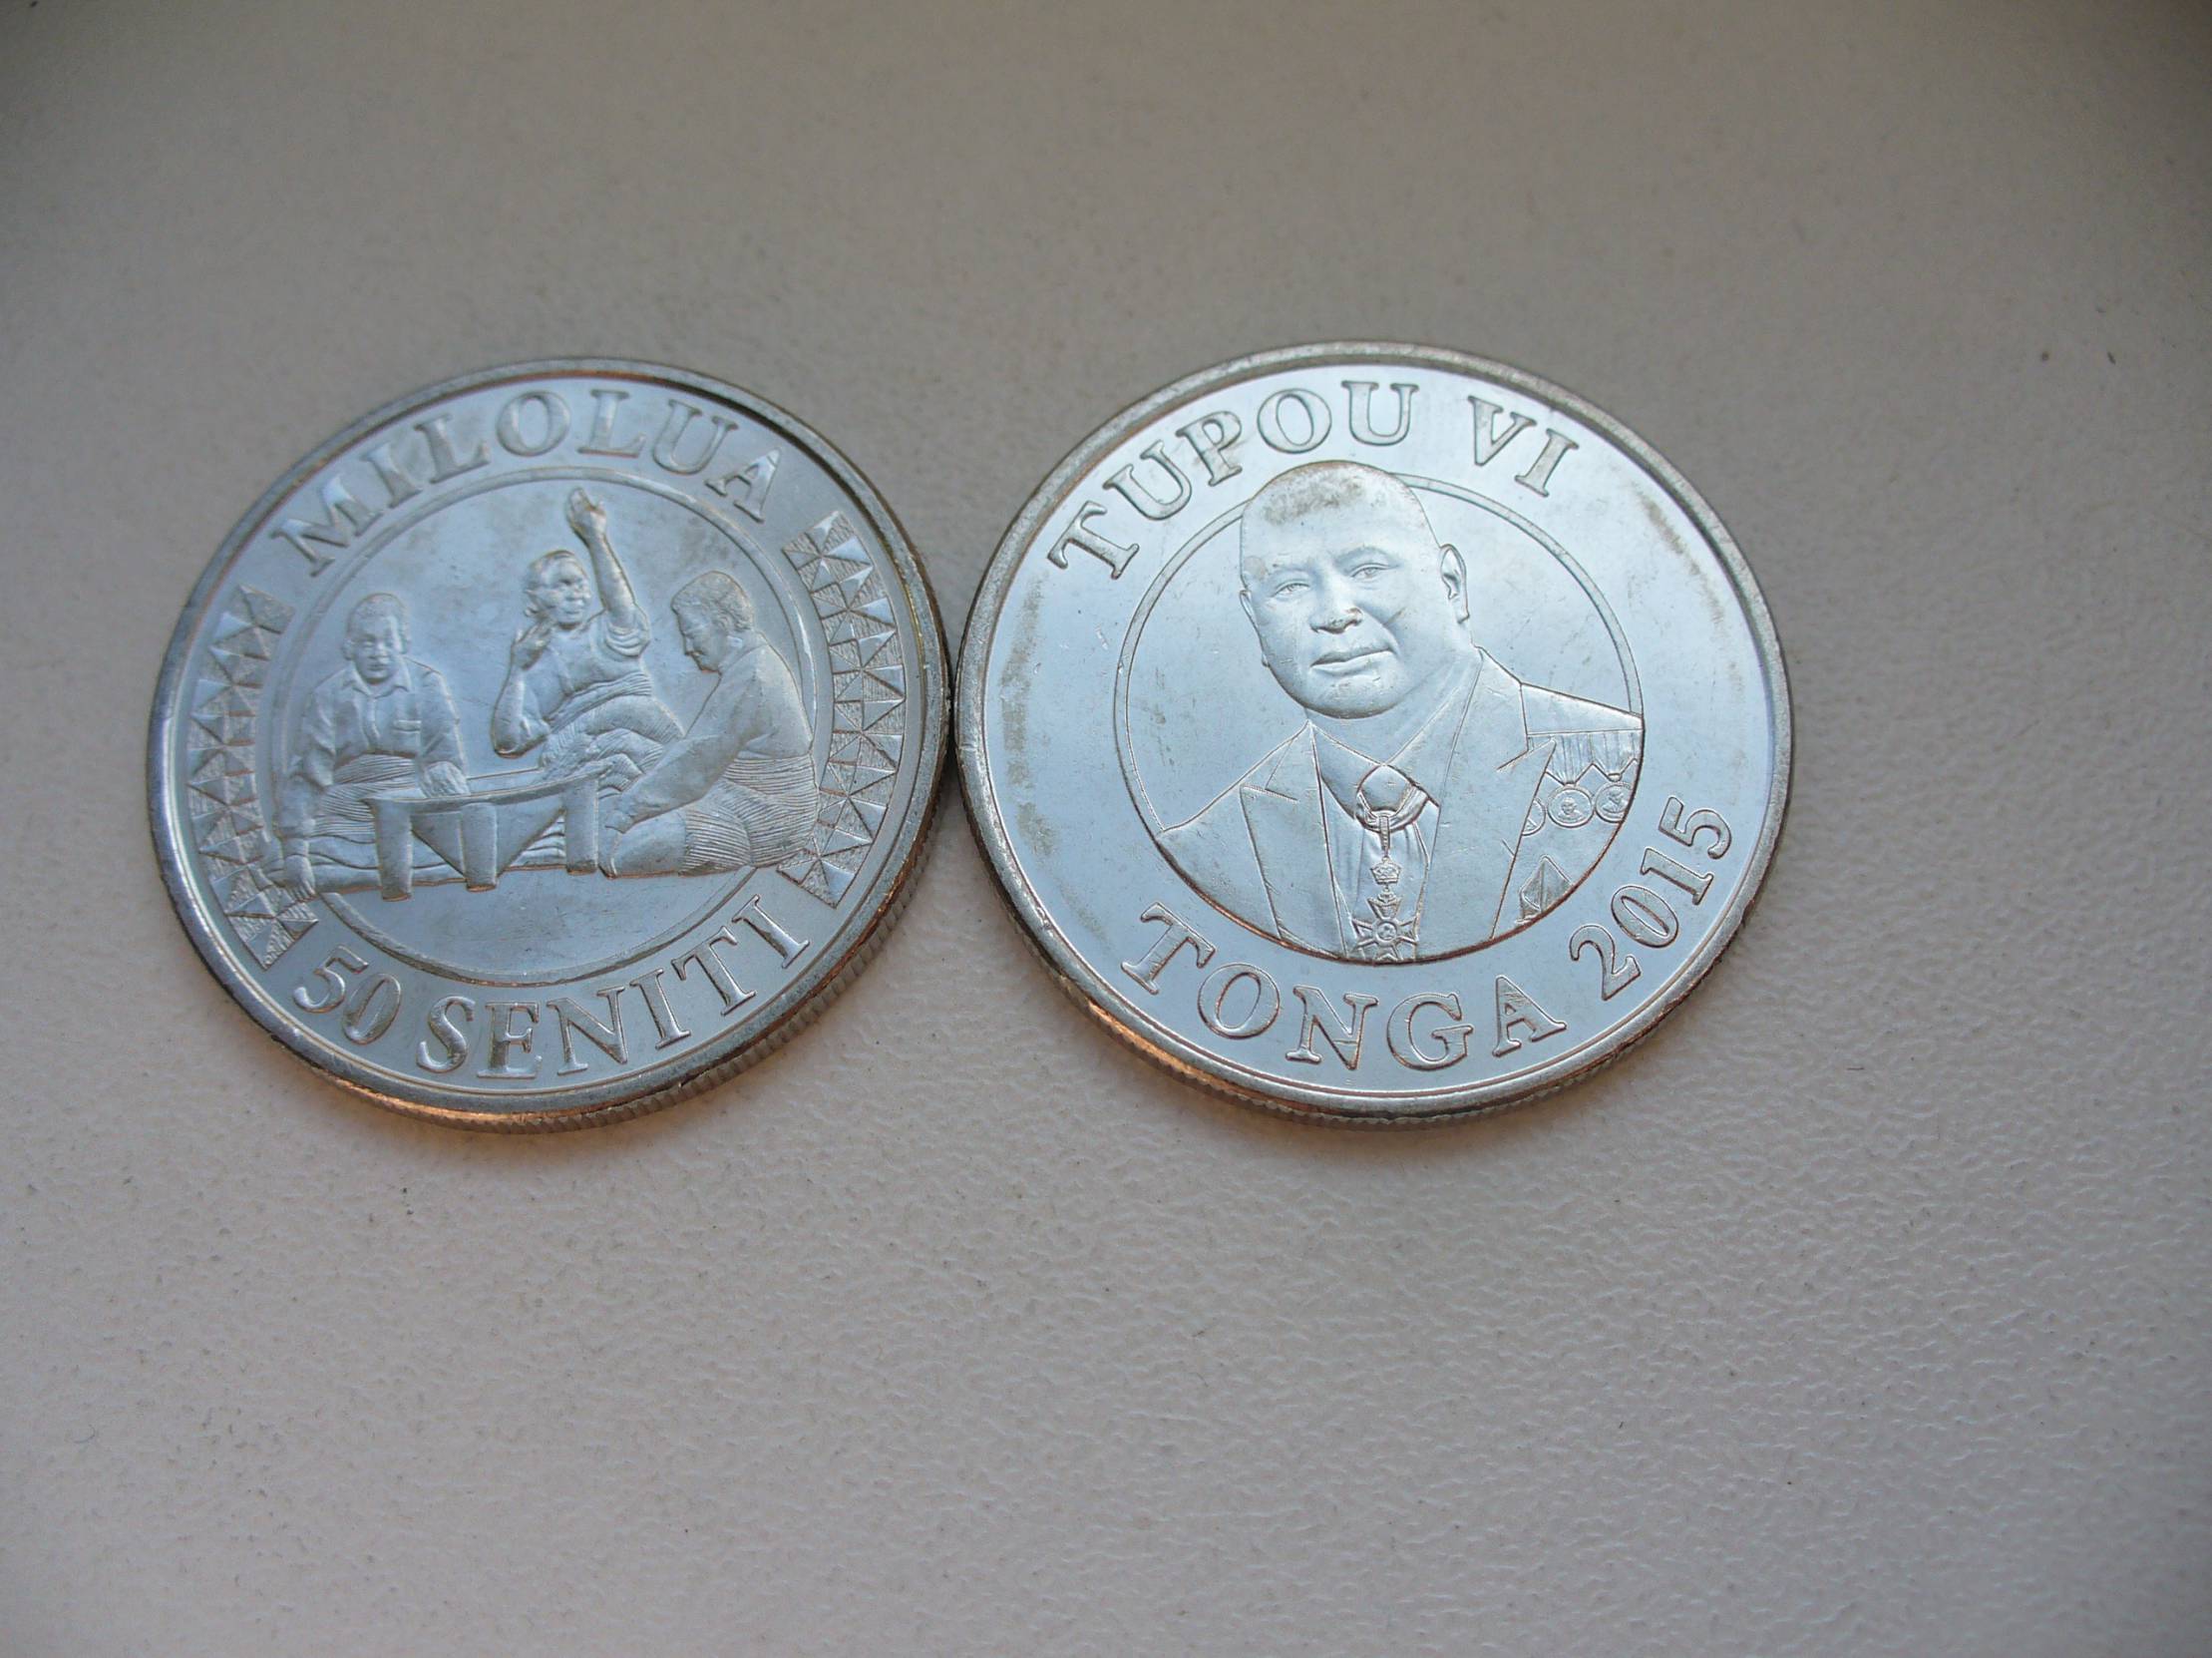 MILOLUA
50 SENITI
TUPOU VI
TONGA 2015